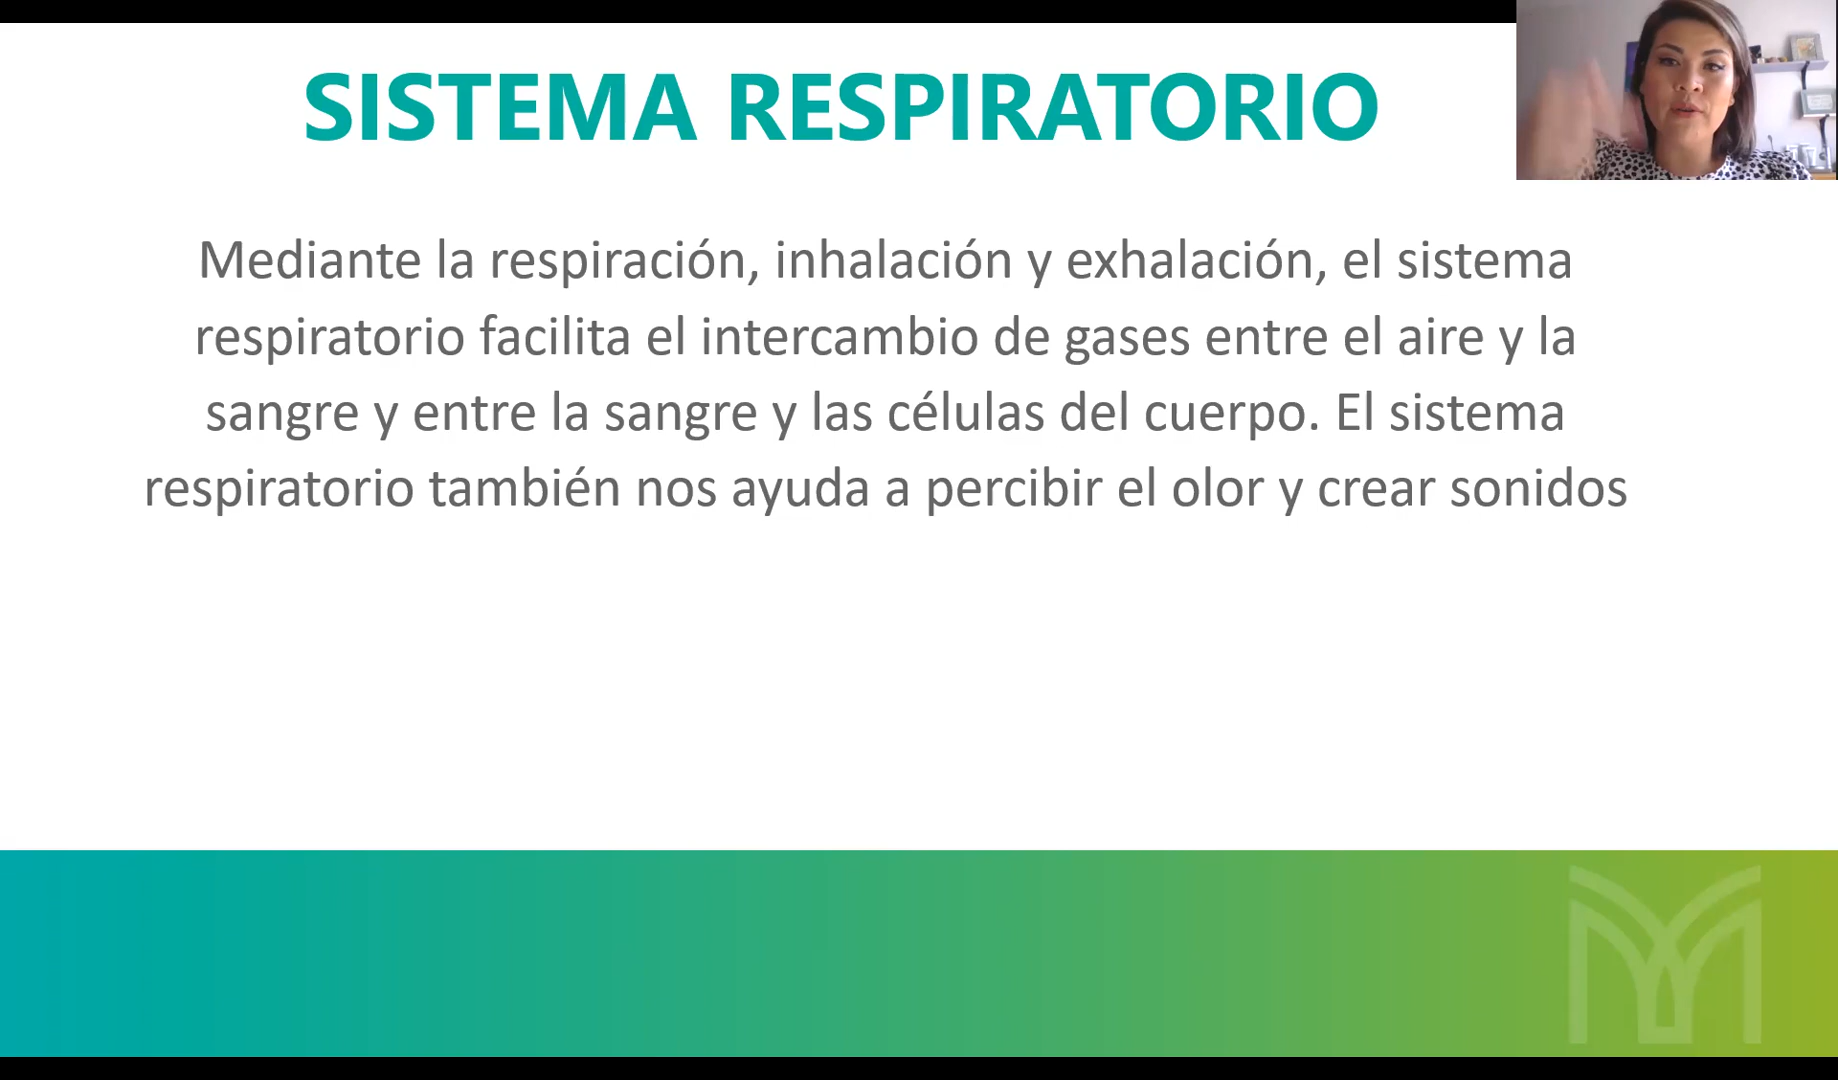 SISTEMA RESPIRATORIO
Mediante la respiración, inhalación y exhalación, el sistema
respiratorio facilita el intercambio de gases entre el aire y la
sangre y entre la sangre y las células del cuerpo. El sistema
respiratorio también nos ayuda a percibir el olor y crear sonidos